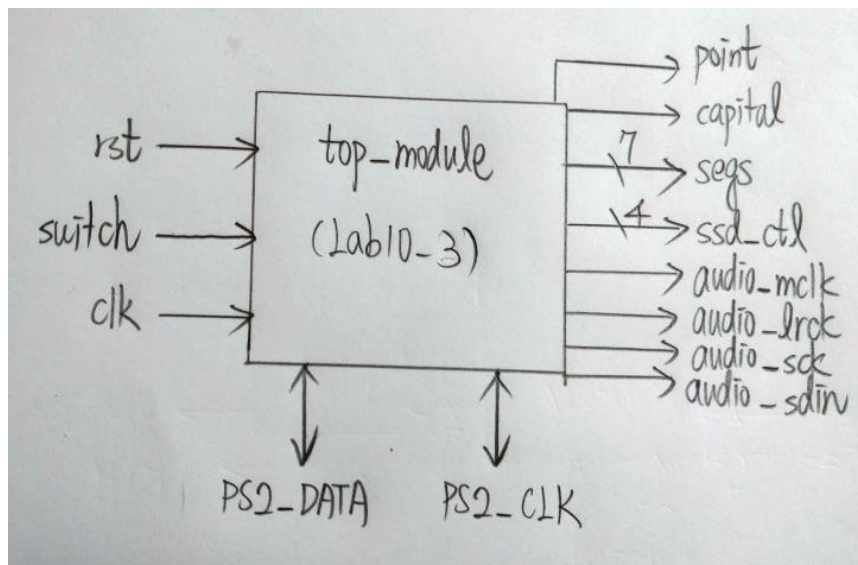 point
capital
7
segs
4
ssd_ctl
audio_mclk
audio_lrck
audio_sck
audio_sdin
rst
switch
clk
top_module
(Lab10-3)
PS2_DATA
PS2_CLK